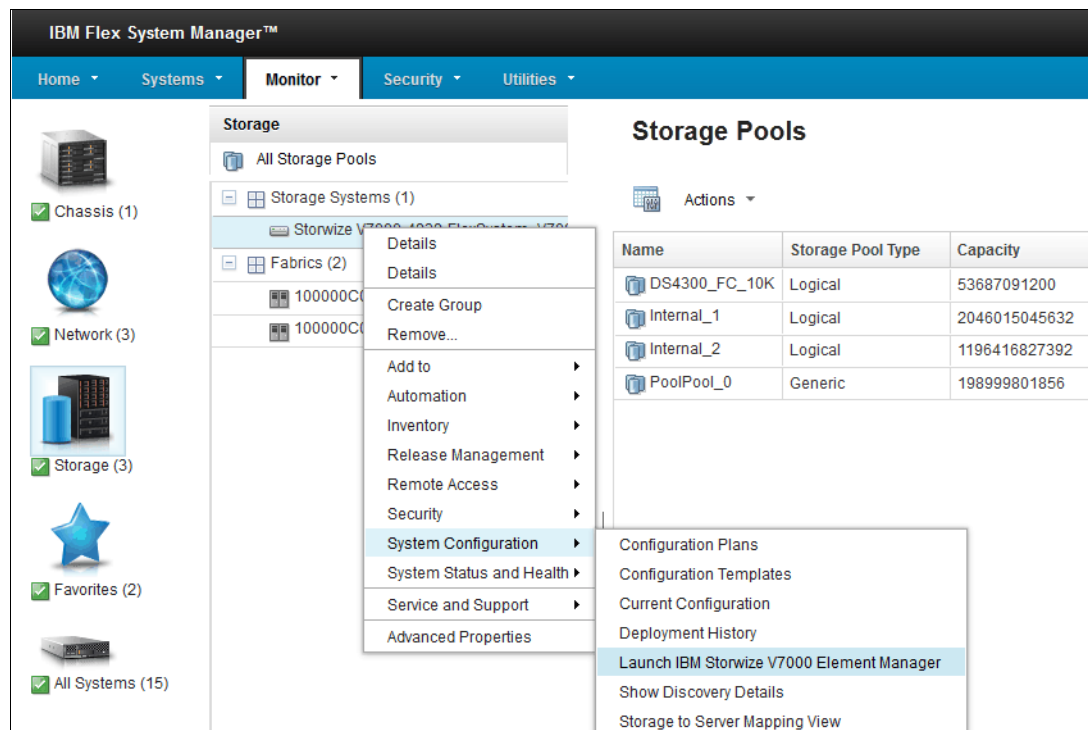 IBM Flex System Manager™
Home Systems Monitor Security Utilities
Chassis (1)
Network (3)
Storage (3)
Favorites (2)
All Systems (15)
Storage
All Storage Pools
Storage Systems (1)
Storwize
Fabrics (2)
Details
Details
Create Group
Remove...
Add to
Automation
Inventory
Release Management
Remote Access
Security
System Configuration
System Status and Health
Service and Support
Advanced Properties
Configuration Plans
Configuration Templates
Current Configuration
Deployment History
Launch IBM Storwize V7000 Element Manager
Show Discovery Details
Storage to Server Mapping View
Storage Pools
Actions
Name Storage Pool Type Capacity
DS4300_FC_10K Logical 53687091200
Internal_1 Logical 2046015045632
Internal_2 Logical 1196416827392
PoolPool_0 Generic 198999801856